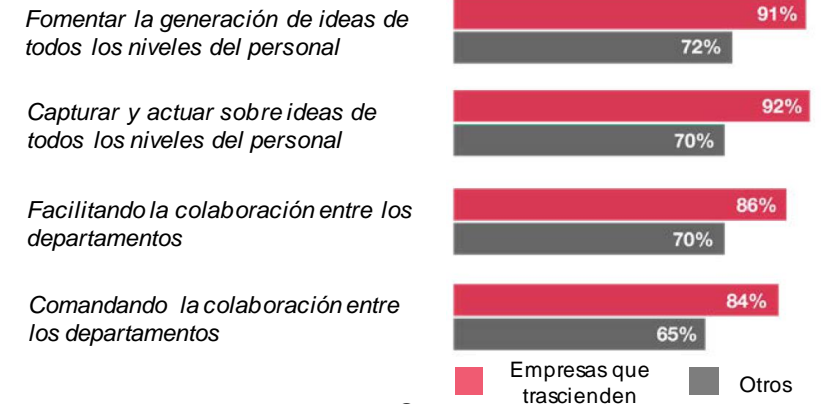 Fomentar la generación de ideas de
todos los niveles del personal
91%
72%
Capturar y actuar sobre ideas de
todos los niveles del personal
92%
70%
Facilitando la colaboración entre los
departamentos
86%
70%
Comandando la colaboración entre
los departamentos
84%
65%
Empresas que
trascienden
Otros